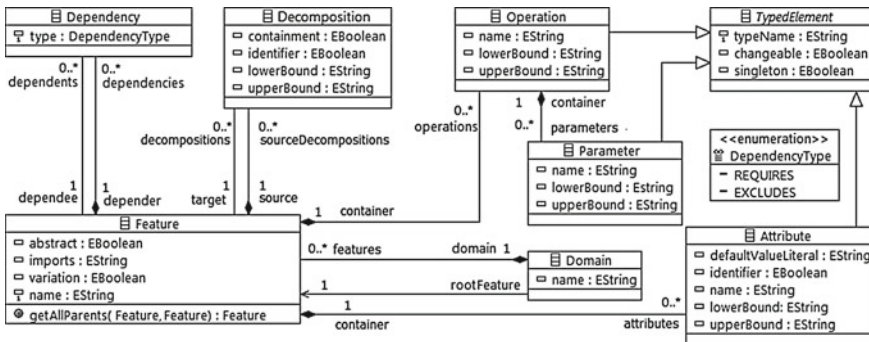 Dependency
type : DependencyType
Decomposition
containment : EBoolean
identifier : EBoolean
lowerBound : EString
upperBound : EString
Operation
name : EString
lowerBound : EString
upperBound : EString
TypedElement
typeName : EString
changeable : EBoolean
singleton : EBoolean
0..* 0..*
dependents dependencies
0..* 0..*
decompositions sourceDecompositions
0..*
operations
1 container
0..* parameters
Parameter
name : EString
lowerBound : EString
upperBound : EString
<<enumeration>>
DependencyType
REQUIRES
EXCLUDES
1 1
dependee depender
1 1
target source
Feature
abstract : EBoolean
imports : EString
variation : EBoolean
name : EString
getAllParents( Feature, Feature) : Feature
1 container
0..* features domain 1
1 rootFeature
Domain
name : EString
Attribute
defaultValueLiteral : EString
identifier : EBoolean
name : EString
lowerBound: EString
upperBound : EString
1 0..*
container attributes